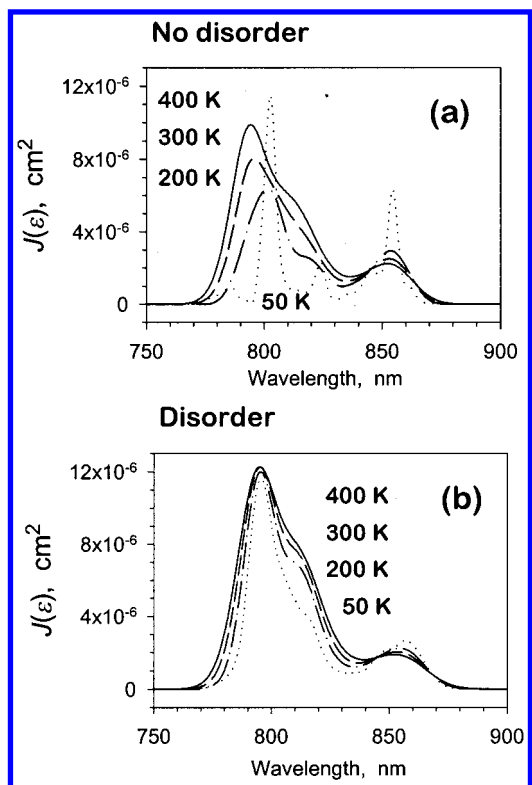 No disorder
(a)
J(ε), cm²
12x10⁻⁶
8x10⁻⁶
4x10⁻⁶
0
400 K
300 K
200 K
50 K
750 800 850 900
Wavelength, nm
Disorder
(b)
J(ε), cm²
12x10⁻⁶
8x10⁻⁶
4x10⁻⁶
0
400 K
300 K
200 K
50 K
750 800 850 900
Wavelength, nm